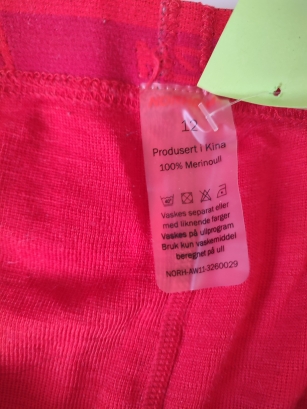 12
Produsert i Kina
100% Merinoull
Vaskes separat eller
med liknende farger
Vaskes på ullprogram
Bruk kun vaskemiddel
beregnet på ull
NORH-AW11-3260029